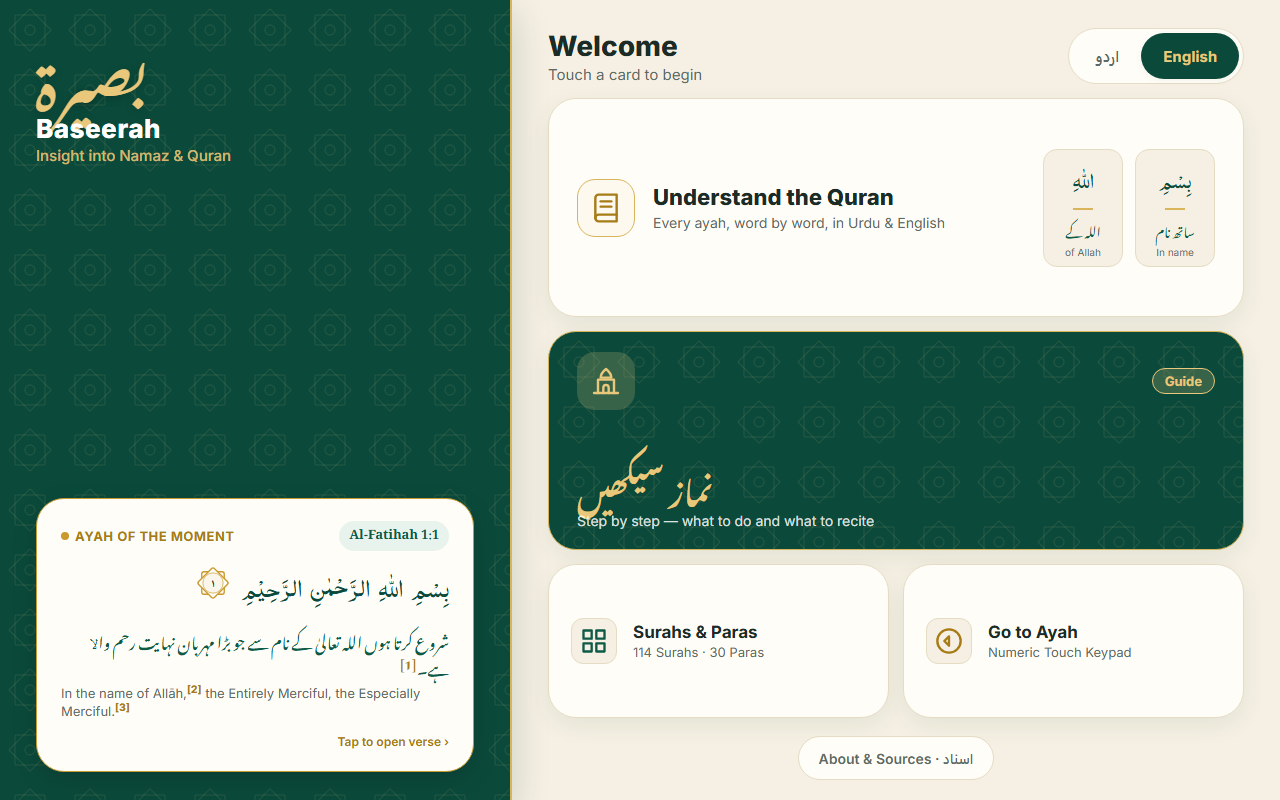 بصيرة
Baseerah
Insight into Namaz & Quran
AYAH OF THE MOMENT
Al-Fatihah 1:1
بِسْمِ اللّٰهِ الرَّحْمٰنِ الرَّحِيْمِ ١
شروع کرتا ہوں اللہ تعالیٰ کے نام سے جو بڑا مہربان نہایت رحم والا
ہے۔[1]
In the name of Allāh,[2] the Entirely Merciful, the Especially
Merciful.[3]
Tap to open verse ›
Welcome
Touch a card to begin
اردو
English
Understand the Quran
Every ayah, word by word, in Urdu & English
بِسْمِ
ساتھ نام
In name
اللّٰهِ
اللہ کے
of Allah
Guide
نماز سیکھیں
Step by step — what to do and what to recite
Surahs & Paras
114 Surahs · 30 Paras
Go to Ayah
Numeric Touch Keypad
About & Sources · اسناد